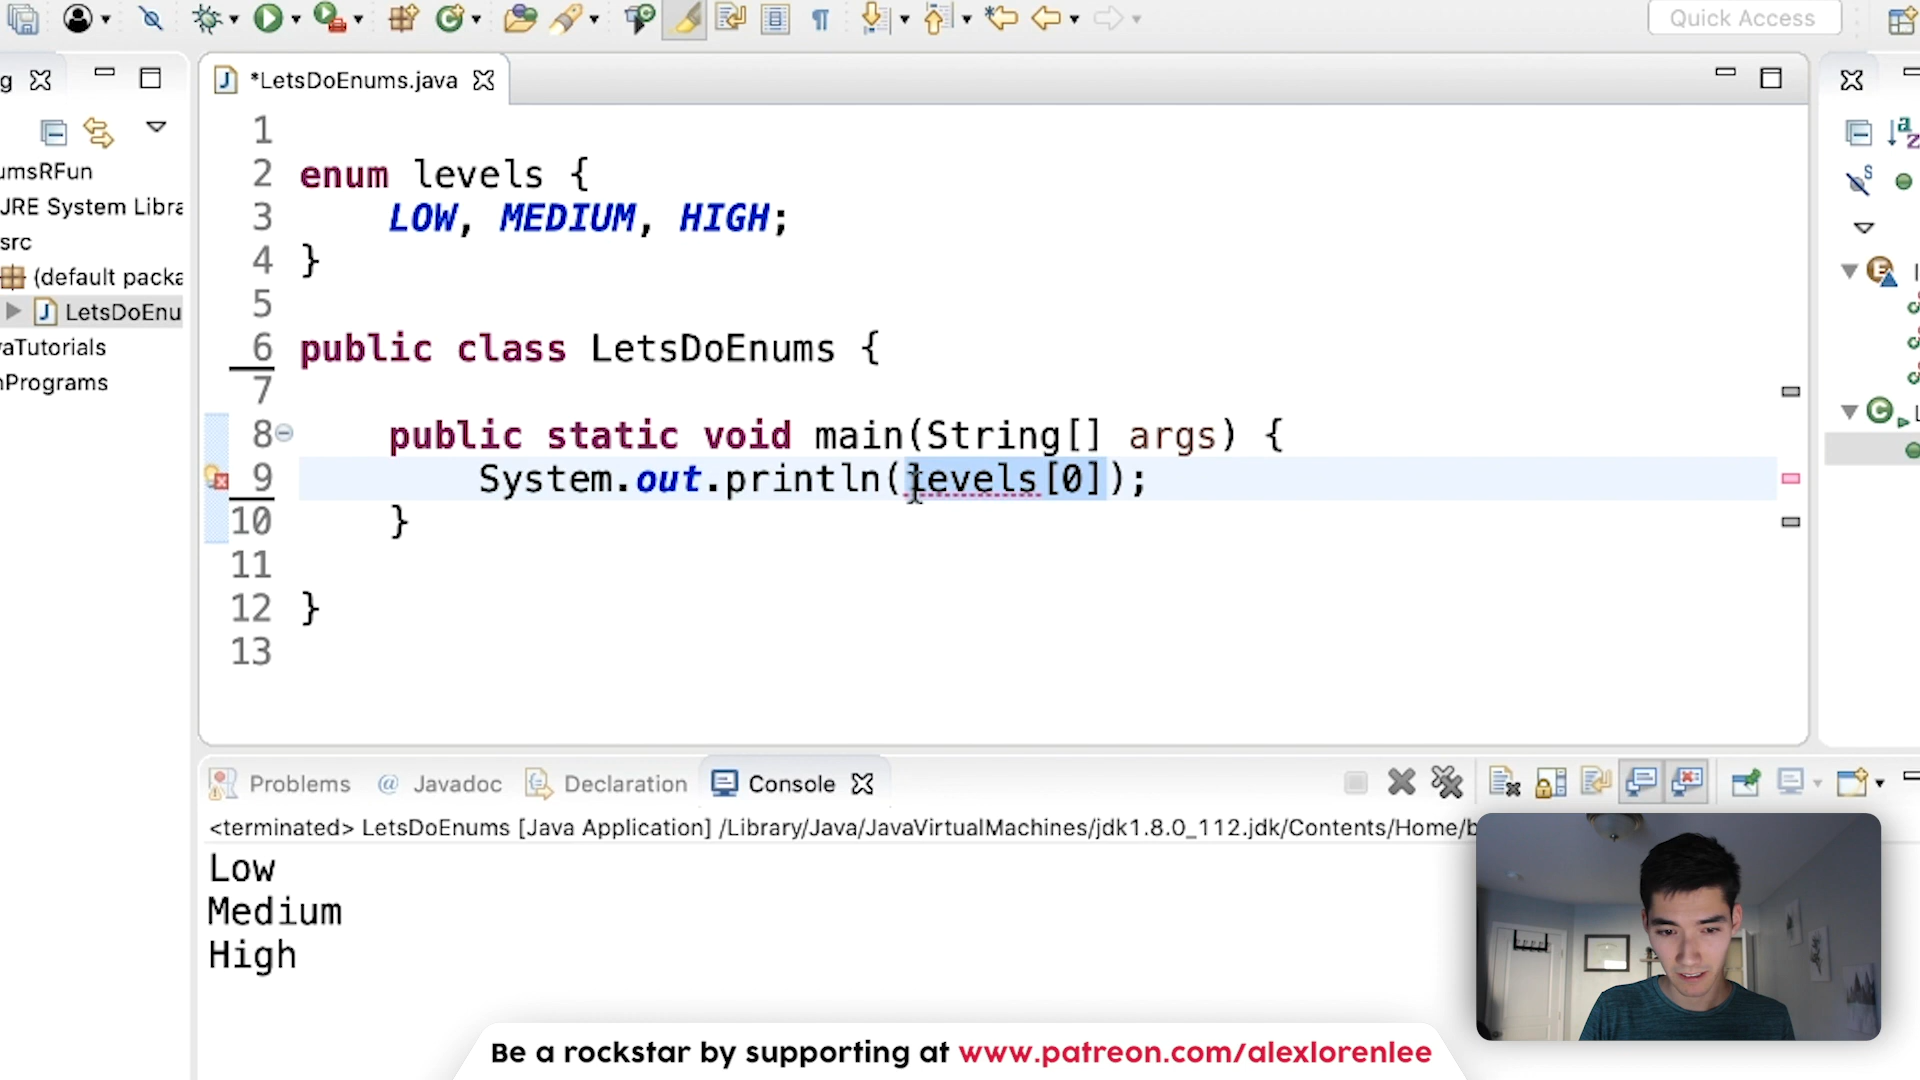 Quick Access
g
*LetsDoEnums.java
umsRFun
JRE System Libra
src
(default packa
LetsDoEnu
vaTutorials
nPrograms
1
2 enum levels {
3 LOW, MEDIUM, HIGH;
4 }
5
6 public class LetsDoEnums {
7
8 public static void main(String[] args) {
9 System.out.println(levels[0]);
10 }
11
12 }
13
Problems @ Javadoc Declaration Console
<terminated> LetsDoEnums [Java Application] /Library/Java/JavaVirtualMachines/jdk1.8.0_112.jdk/Contents/Home/b
Low
Medium
High
Be a rockstar by supporting at www.patreon.com/alexlorenlee